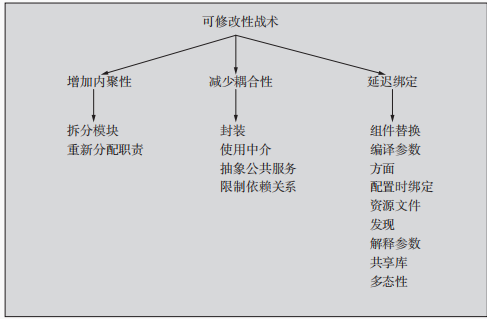 可修改性战术
增加内聚性
减少耦合性
延迟绑定
拆分模块
重新分配职责
封装
使用中介
抽象公共服务
限制依赖关系
组件替换
编译参数
方面
配置时绑定
资源文件
发现
解释参数
共享库
多态性